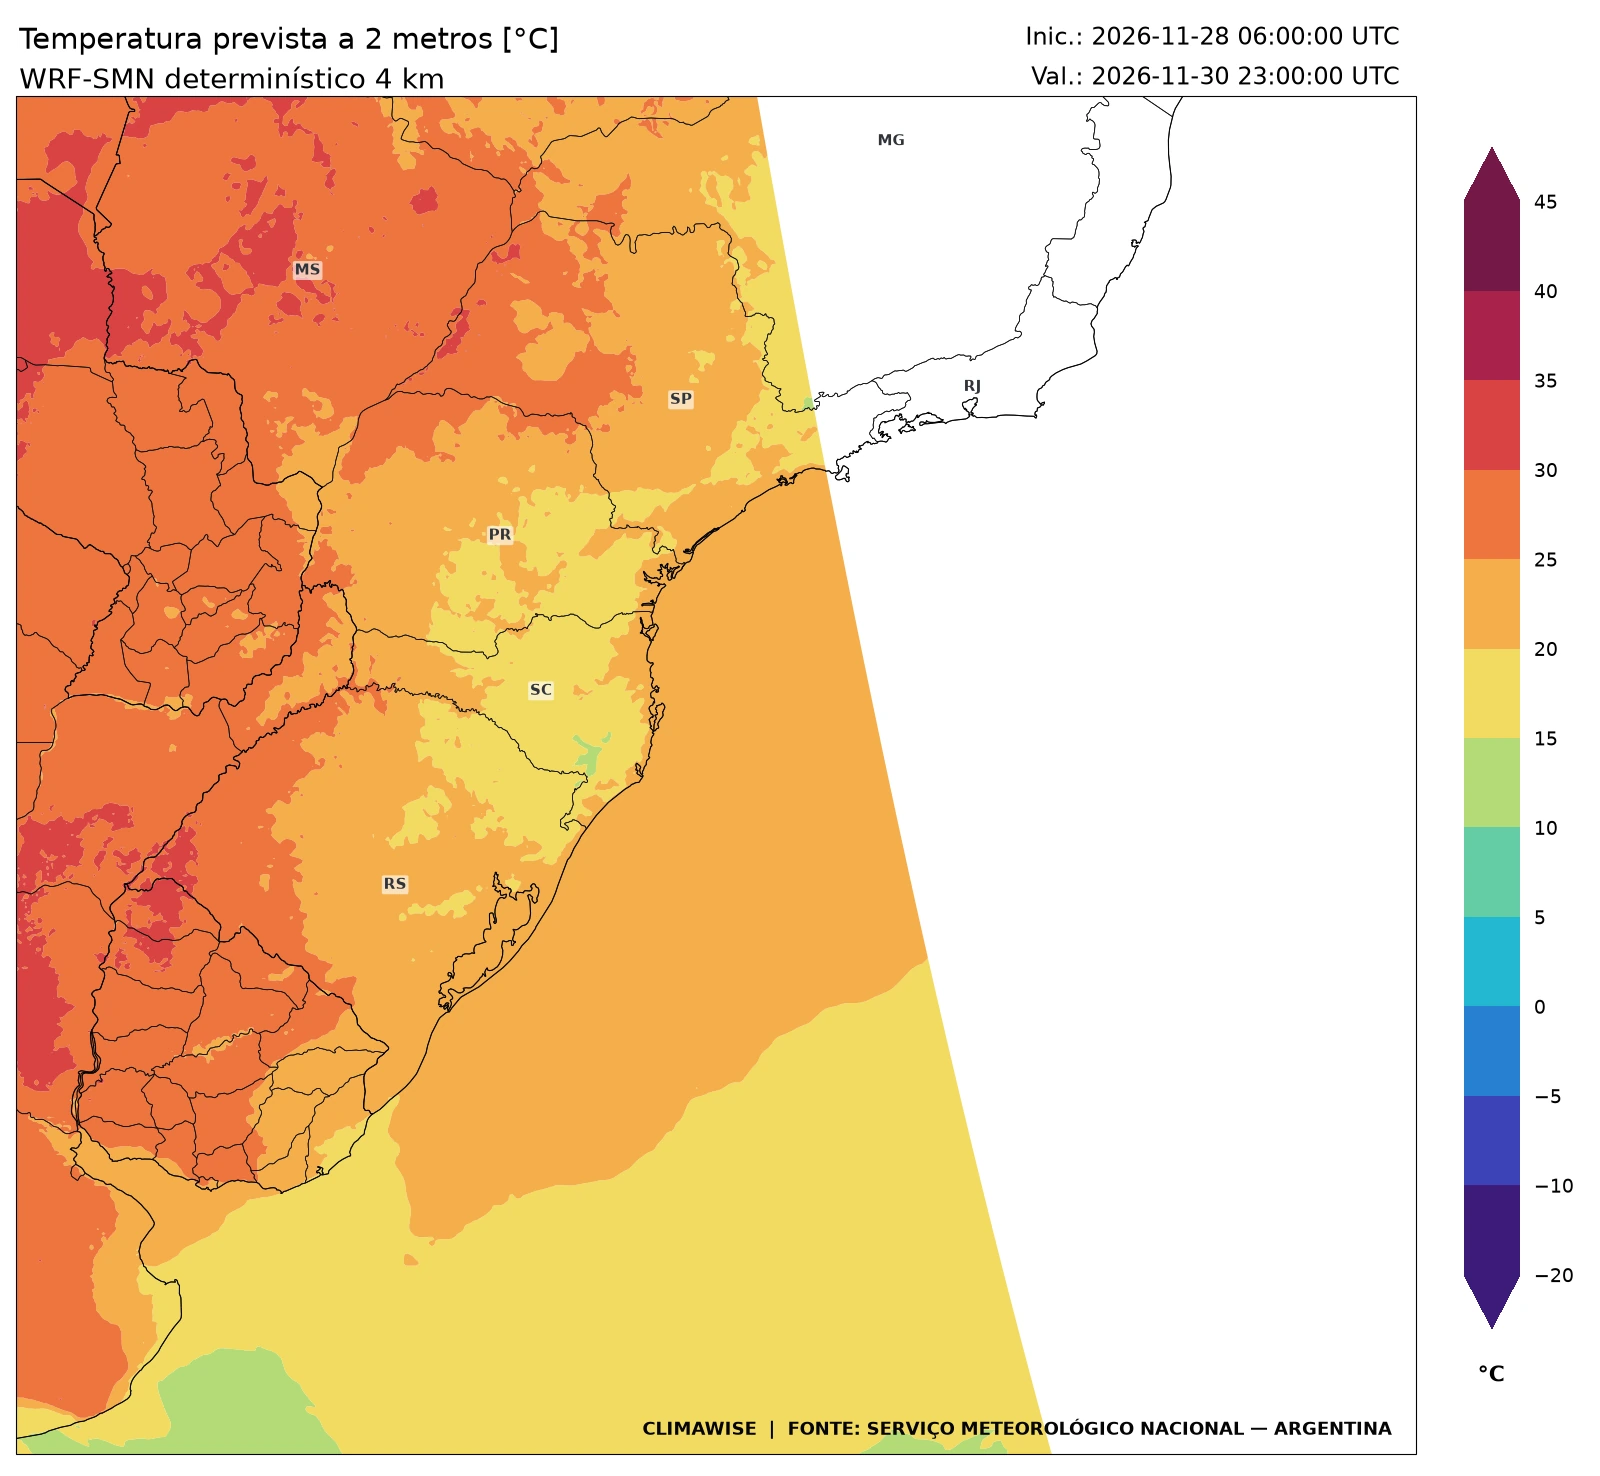 Temperatura prevista a 2 metros [°C]
WRF-SMN determinístico 4 km
Inic.: 2026-11-28 06:00:00 UTC
Val.: 2026-11-30 23:00:00 UTC
MG
MS
RJ
SP
PR
SC
RS
45
40
35
30
25
20
15
10
5
0
−5
−10
−20
°C
CLIMAWISE | FONTE: SERVIÇO METEOROLÓGICO NACIONAL — ARGENTINA